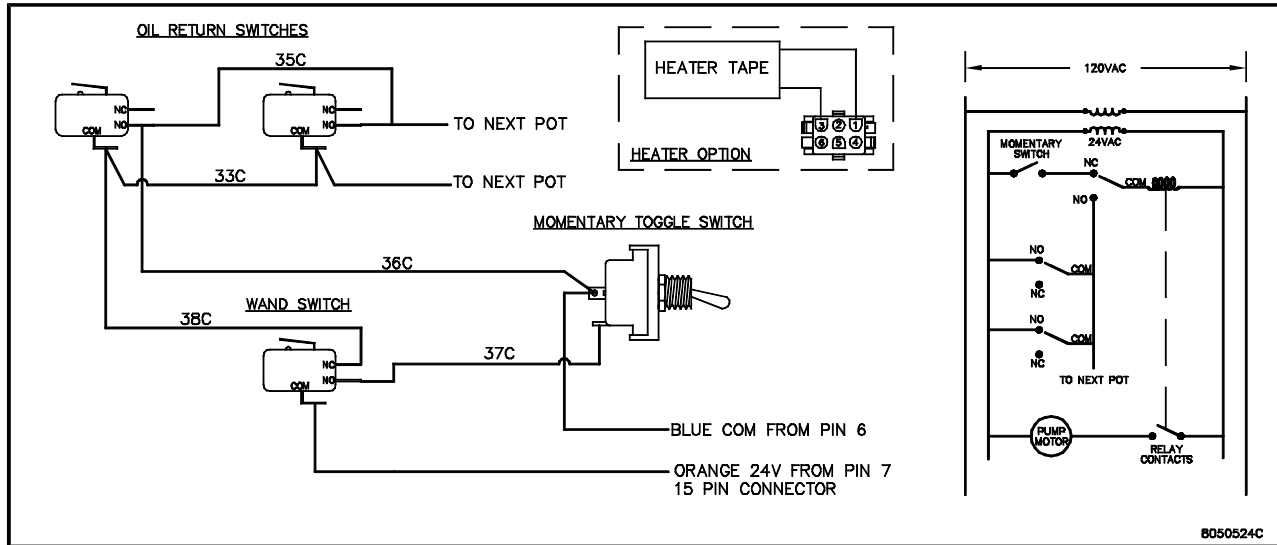 OIL RETURN SWITCHES
35C
NC
NO
COM
NC
NO
COM
TO NEXT POT
33C
TO NEXT POT
HEATER TAPE
3 2 1
6 5 4
HEATER OPTION
MOMENTARY TOGGLE SWITCH
36C
WAND SWITCH
38C
NC
NO
COM
37C
BLUE COM FROM PIN 6
ORANGE 24V FROM PIN 7
15 PIN CONNECTOR
120VAC
24VAC
MOMENTARY
SWITCH
NC
COM
NO
NO
COM
NC
NO
COM
NC
TO NEXT POT
PUMP
MOTOR
RELAY
CONTACTS
8050524C